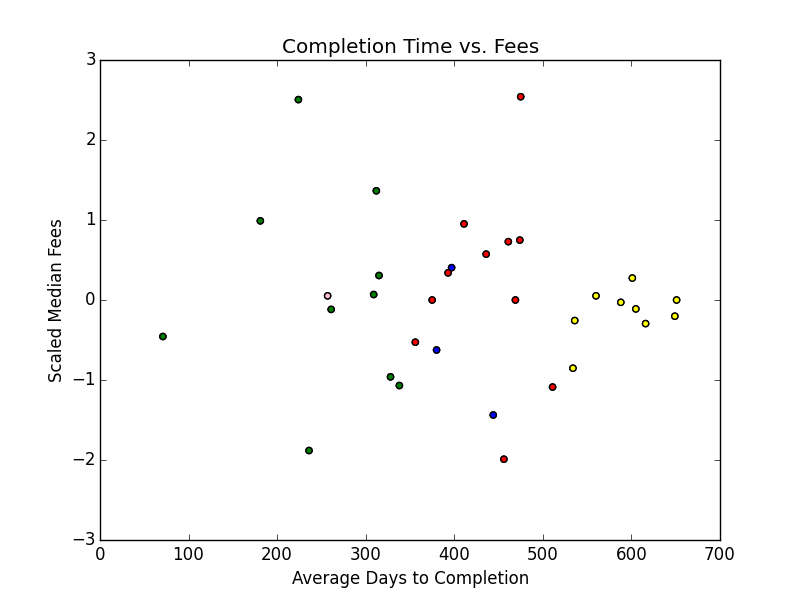 Completion Time vs. Fees
3
2
1
0
−1
−2
−3
Scaled Median Fees
0 100 200 300 400 500 600 700
Average Days to Completion